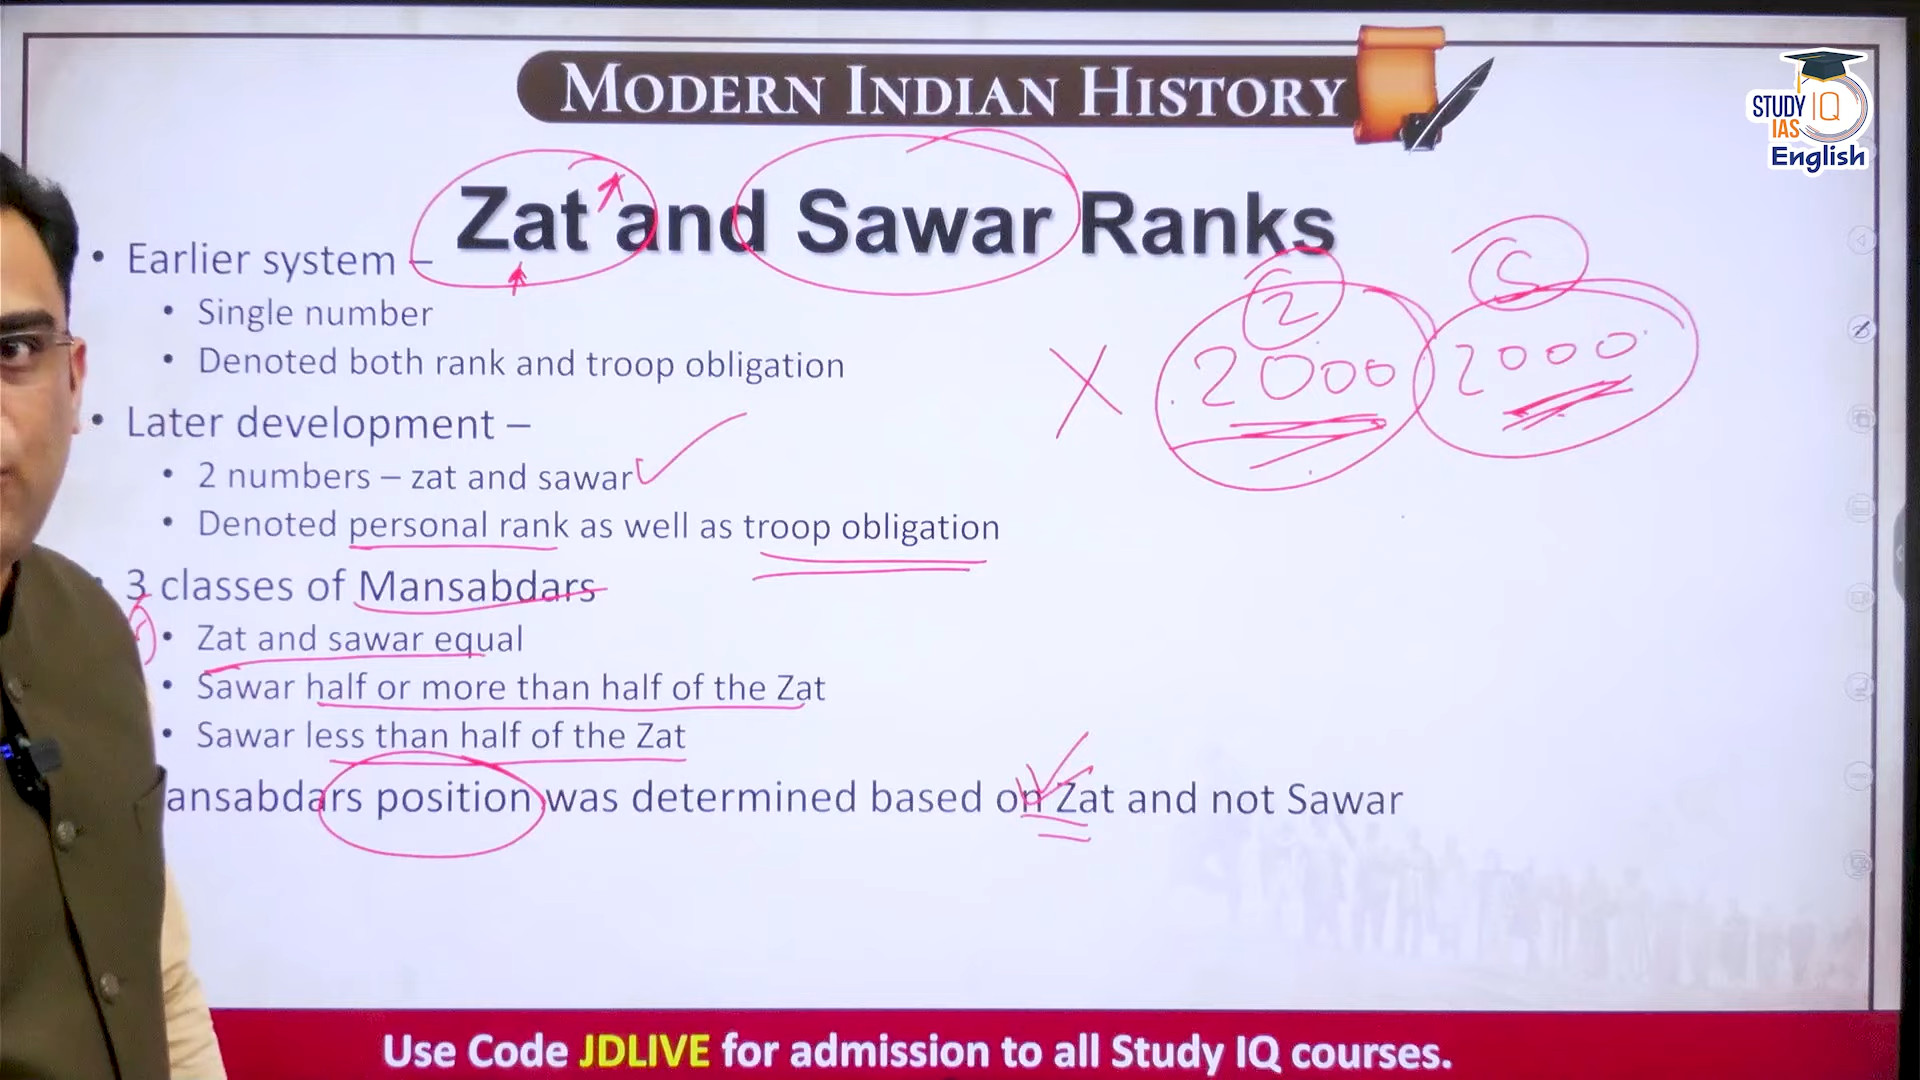 MODERN INDIAN HISTORY
STUDY IQ
IAS
English
Zat and Sawar Ranks
• Earlier system –
• Single number
• Denoted both rank and troop obligation
• Later development –
• 2 numbers – zat and sawar
• Denoted personal rank as well as troop obligation
• 3 classes of Mansabdars
• Zat and sawar equal
• Sawar half or more than half of the Zat
• Sawar less than half of the Zat
ansabdars position was determined based on Zat and not Sawar
Z S
X 2000 2000
Use Code JDLIVE for admission to all Study IQ courses.